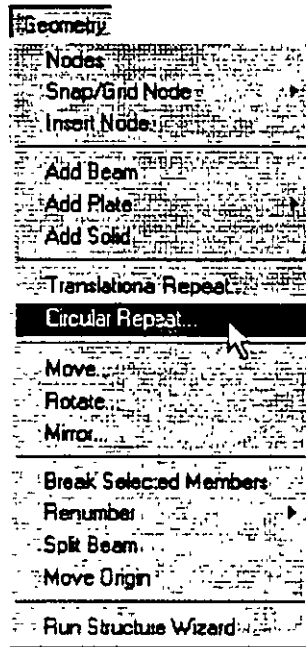 Geometry
Nodes
Snap/Grid Node
Insert Node...
Add Beam
Add Plate
Add Solid
Translational Repeat...
Circular Repeat...
Move...
Rotate...
Mirror...
Break Selected Members
Renumber
Split Beam
Move Origin
Run Structure Wizard